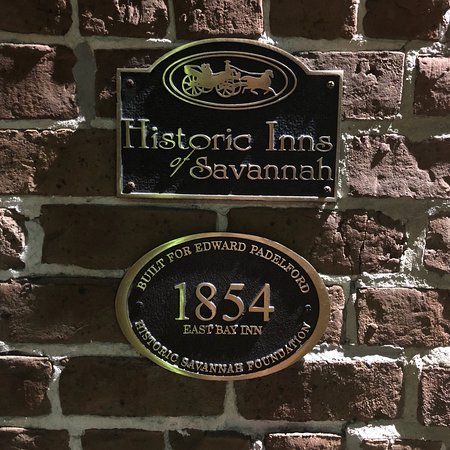 Historic Inns
of Savannah
BUILT FOR EDWARD PADELFORD
1854
EAST BAY INN
HISTORIC SAVANNAH FOUNDATION